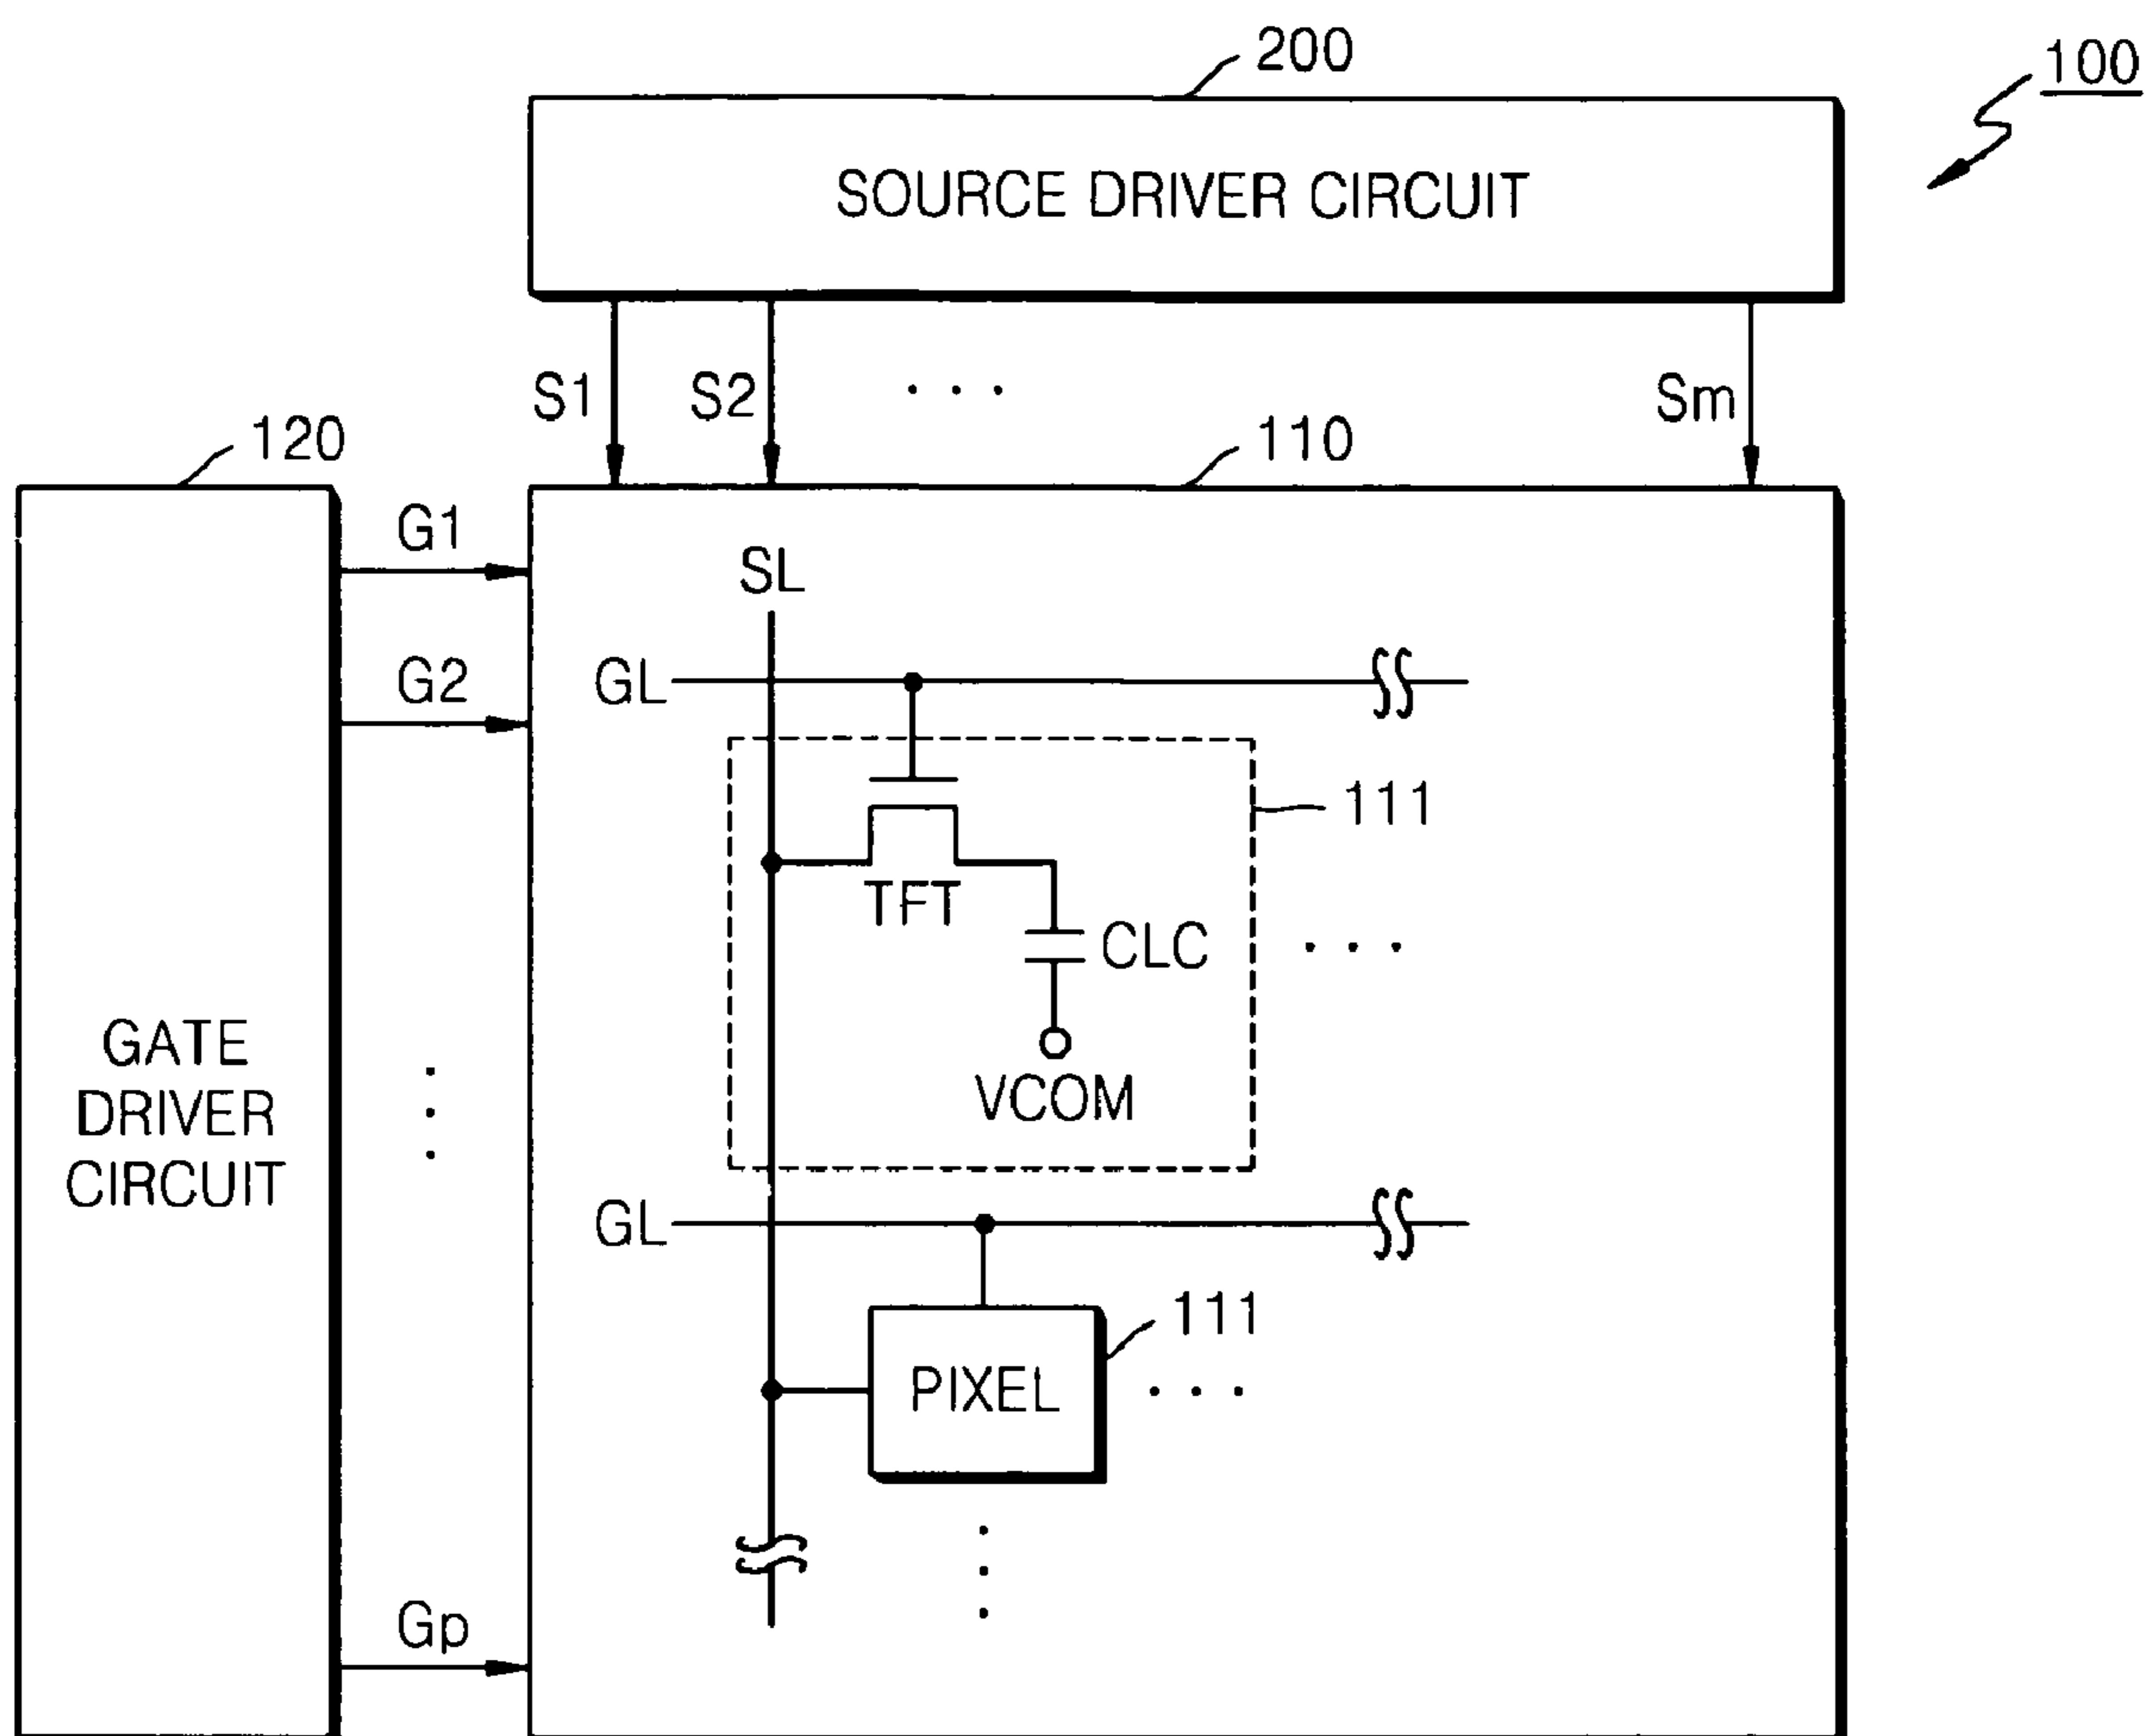 200
100
SOURCE DRIVER CIRCUIT
S1
S2
. . .
Sm
120
110
G1
SL
G2
GL
111
TFT
CLC
. . .
VCOM
GATE
DRIVER
CIRCUIT
GL
111
PIXEL
. . .
Gp